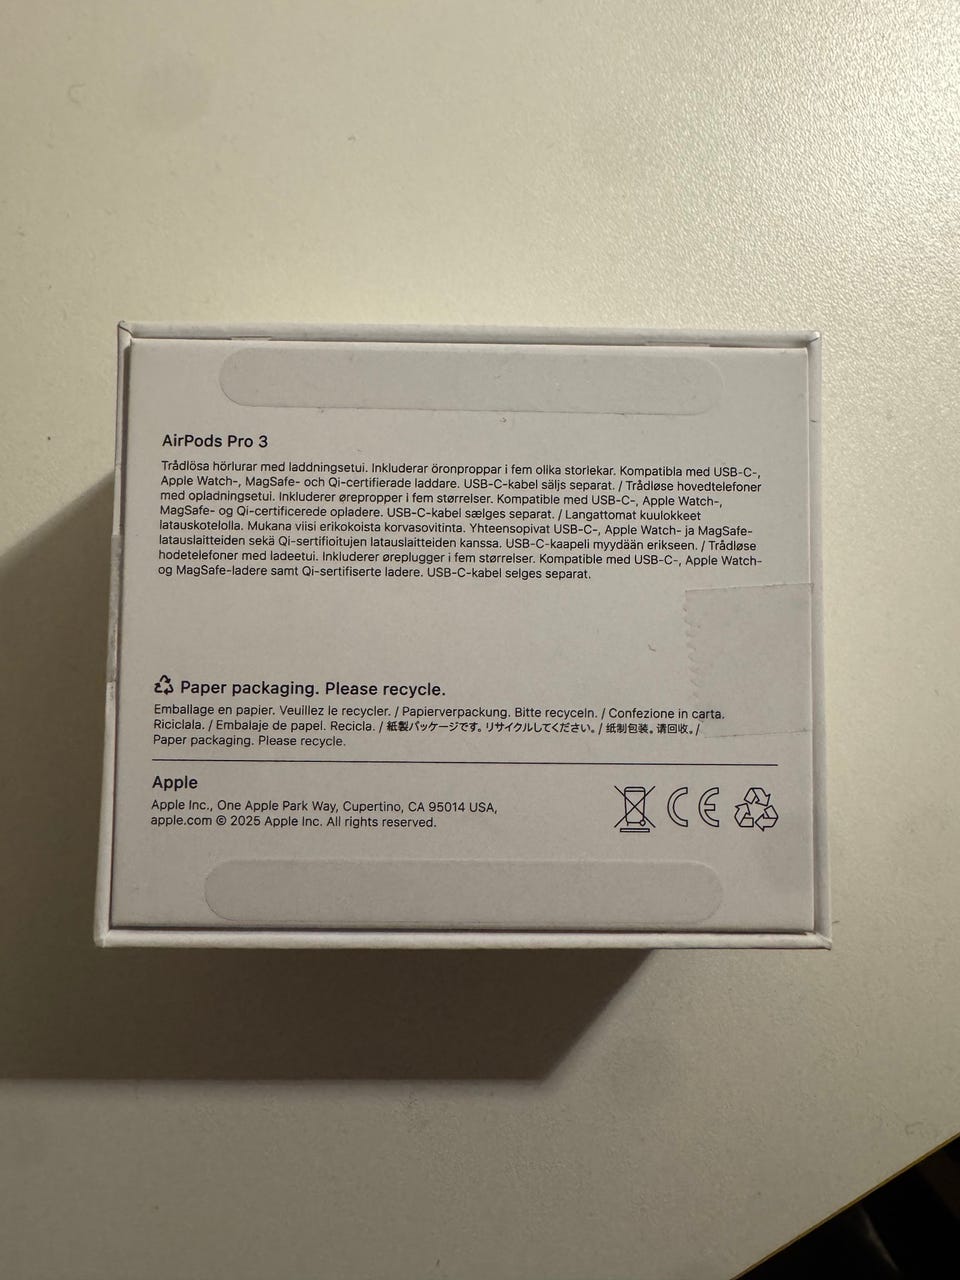 AirPods Pro 3
Trådlösa hörlurar med laddningsetui. Inkluderar öronproppar i fem olika storlekar. Kompatibla med USB-C-,
Apple Watch-, MagSafe- och Qi-certifierade laddare. USB-C-kabel säljs separat. / Trådløse hovedtelefoner
med opladningsetui. Inkluderer ørepropper i fem størrelser. Kompatible med USB-C-, Apple Watch-,
MagSafe- og Qi-certificerede opladere. USB-C-kabel sælges separat. / Langattomat kuulokkeet
latauskotelolla. Mukana viisi erikokoista korvasovitinta. Yhteensopivat USB-C-, Apple Watch- ja MagSafe-
latauslaitteiden sekä Qi-sertifioitujen latauslaitteiden kanssa. USB-C-kaapeli myydään erikseen. / Trådløse
hodetelefoner med ladeetui. Inkluderer øreplugger i fem størrelser. Kompatible med USB-C-, Apple Watch-
og MagSafe-ladere samt Qi-sertifiserte ladere. USB-C-kabel selges separat.
Paper packaging. Please recycle.
Emballage en papier. Veuillez le recycler. / Papierverpackung. Bitte recyceln. / Confezione in carta.
Riciclala. / Embalaje de papel. Recicla. / 紙製パッケージです。リサイクルしてください。/ 纸制包装。请回收。/
Paper packaging. Please recycle.
Apple
Apple Inc., One Apple Park Way, Cupertino, CA 95014 USA,
apple.com © 2025 Apple Inc. All rights reserved.
CE